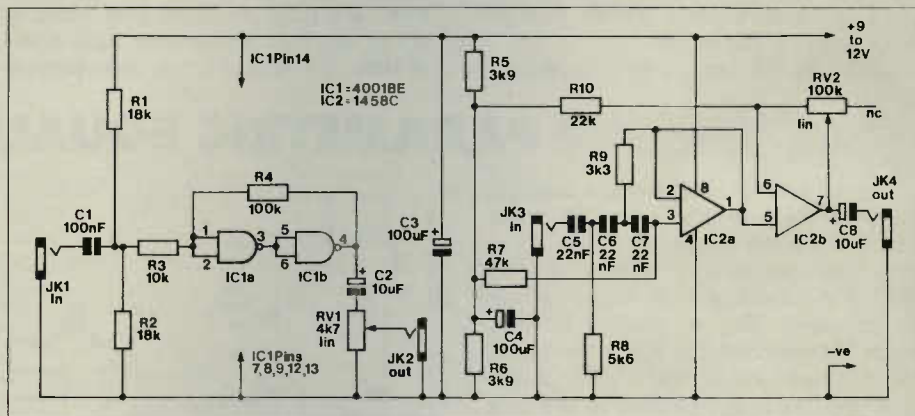 IC1Pin14
+9
to
12V
R1
18k
IC1=4001BE
IC2=1458C
R5
3k9
R10
22k
RV2
100k
lin
nc
R4
100k
R9
3k3
C1
100nF
R3
10k
1
2
3
IC1a
5
6
4
IC1b
C3
100uF
+
JK3
In
C5
22nF
C6
22
nF
C7
22
nF
2
3
8
1
4
IC2a
6
5
7
IC2b
+
C8
10uF
JK4
out
JK1
In
R2
18k
+
C2
10uF
RV1
4k7
lin
JK2
out
R7
47k
+
C4
100uF
R6
3k9
R8
5k6
IC1Pins
7,8,9,12,13
-ve